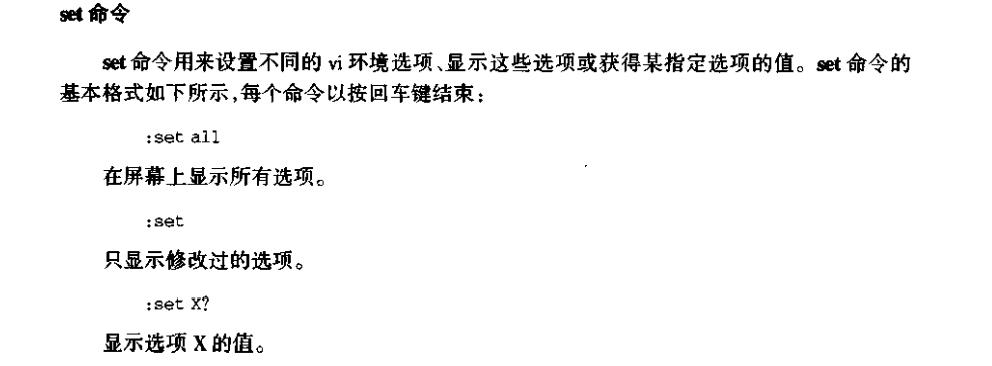 set 命令
set 命令用来设置不同的 vi 环境选项、显示这些选项或获得某指定选项的值。set 命令的
基本格式如下所示,每个命令以按回车键结束:
:set all
在屏幕上显示所有选项。
:set
只显示修改过的选项。
:set X?
显示选项 X 的值。